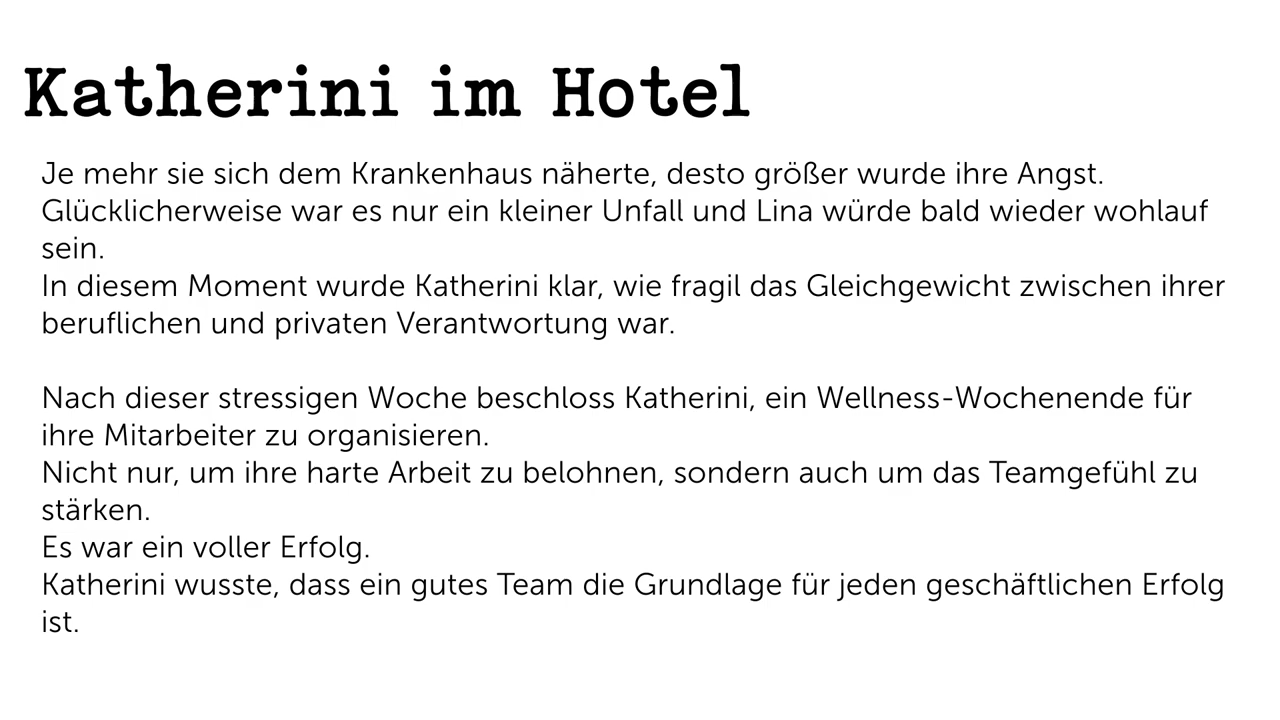 Katherini im Hotel
Je mehr sie sich dem Krankenhaus näherte, desto größer wurde ihre Angst.
Glücklicherweise war es nur ein kleiner Unfall und Lina würde bald wieder wohlauf
sein.
In diesem Moment wurde Katherini klar, wie fragil das Gleichgewicht zwischen ihrer
beruflichen und privaten Verantwortung war.
Nach dieser stressigen Woche beschloss Katherini, ein Wellness-Wochenende für
ihre Mitarbeiter zu organisieren.
Nicht nur, um ihre harte Arbeit zu belohnen, sondern auch um das Teamgefühl zu
stärken.
Es war ein voller Erfolg.
Katherini wusste, dass ein gutes Team die Grundlage für jeden geschäftlichen Erfolg
ist.